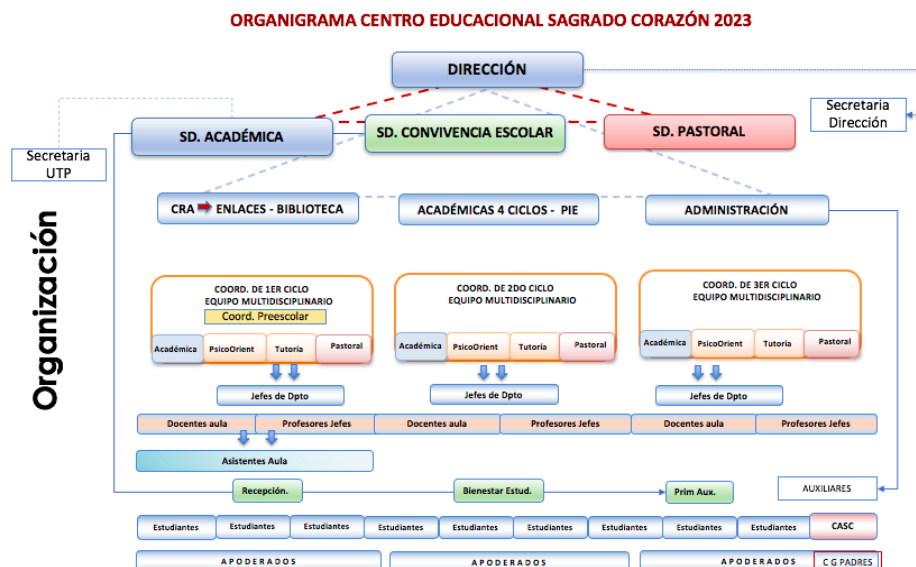 ORGANIGRAMA CENTRO EDUCACIONAL SAGRADO CORAZÓN 2023
DIRECCIÓN
Secretaria
Dirección
SD. ACADÉMICA
SD. CONVIVENCIA ESCOLAR
SD. PASTORAL
Secretaria
UTP
CRA ENLACES - BIBLIOTECA
ACADÉMICAS 4 CICLOS - PIE
ADMINISTRACIÓN
Organización
COORD. DE 1ER CICLO
EQUIPO MULTIDISCIPLINARIO
Coord. Preescolar
Académica
PsicoOrient
Tutoría
Pastoral
COORD. DE 2DO CICLO
EQUIPO MULTIDISCIPLINARIO
Académica
PsicoOrient
Tutoría
Pastoral
COORD. DE 3ER CICLO
EQUIPO MULTIDISCIPLINARIO
Académica
PsicoOrient
Tutoría
Pastoral
Jefes de Dpto
Jefes de Dpto
Jefes de Dpto
Docentes aula
Profesores Jefes
Docentes aula
Profesores Jefes
Docentes aula
Profesores Jefes
Asistentes Aula
Recepción.
Bienestar Estud.
Prim Aux.
AUXILIARES
Estudiantes
Estudiantes
Estudiantes
Estudiantes
Estudiantes
Estudiantes
Estudiantes
Estudiantes
Estudiantes
CASC
APODERADOS
APODERADOS
APODERADOS
C G PADRES